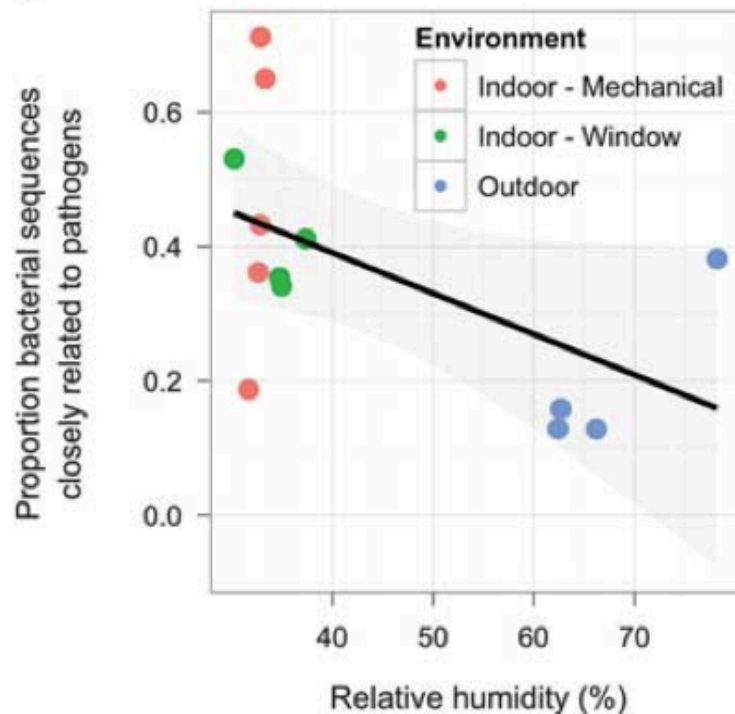 Proportion bacterial sequences
closely related to pathogens
Environment
Indoor - Mechanical
Indoor - Window
Outdoor
0.6
0.4
0.2
0.0
40 50 60 70
Relative humidity (%)